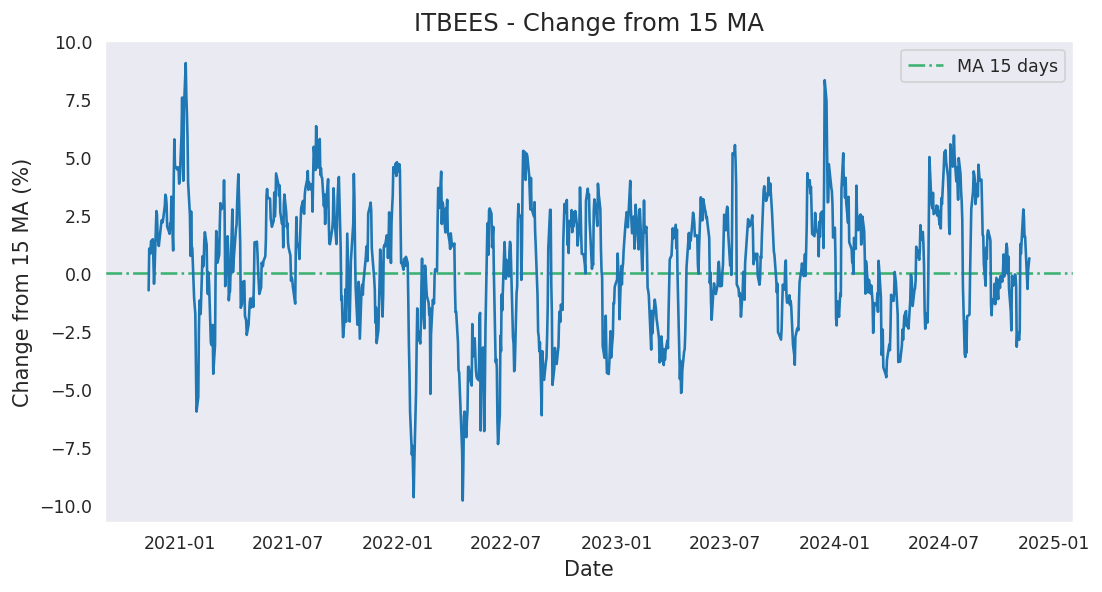 ITBEES - Change from 15 MA
10.0
7.5
5.0
2.5
0.0
−2.5
−5.0
−7.5
−10.0
Change from 15 MA (%)
MA 15 days
2021-01 2021-07 2022-01 2022-07 2023-01 2023-07 2024-01 2024-07 2025-01
Date